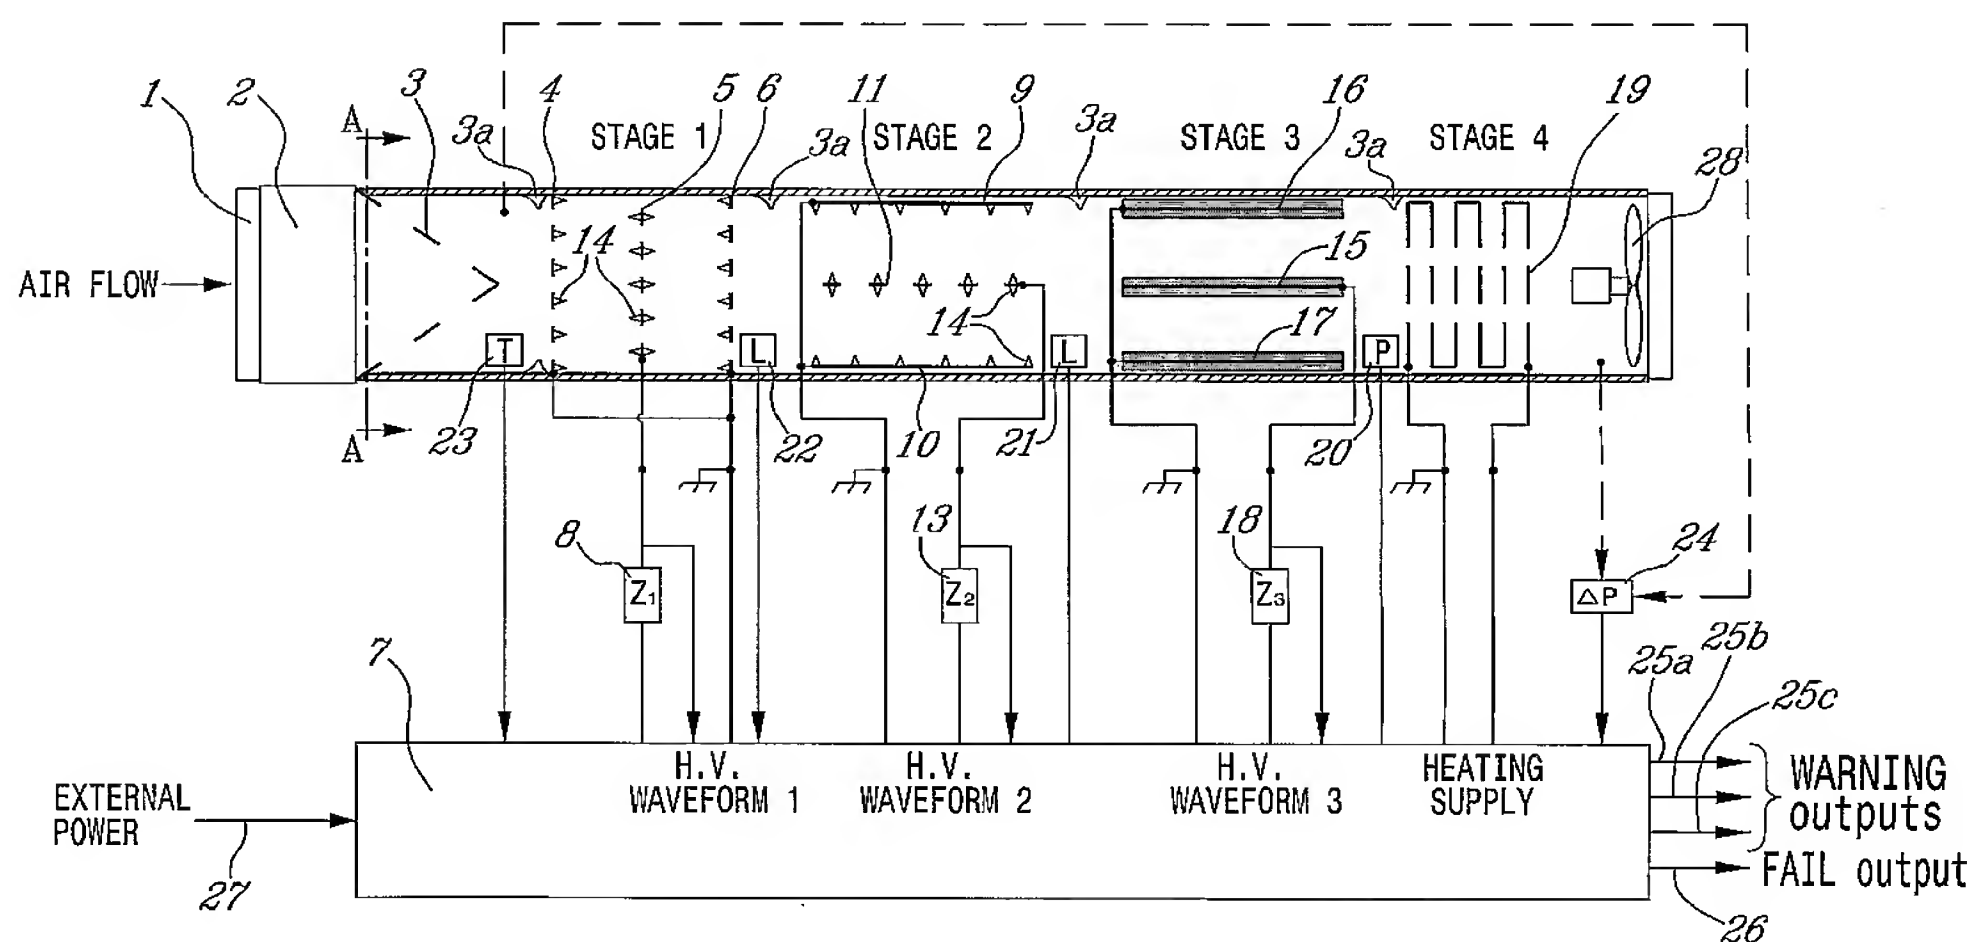 1
2
3
3a
4
STAGE 1
5
6
3a
11
STAGE 2
9
3a
STAGE 3
16
3a
STAGE 4
19
28
A
AIR FLOW
14
15
14
17
T
L
L
P
A
23
22
10
21
20
8
13
18
24
Z1
Z2
Z3
△P
7
25a
25b
25c
H.V.
WAVEFORM 1
H.V.
WAVEFORM 2
H.V.
WAVEFORM 3
HEATING
SUPPLY
WARNING
outputs
EXTERNAL
POWER
FAIL output
27
26